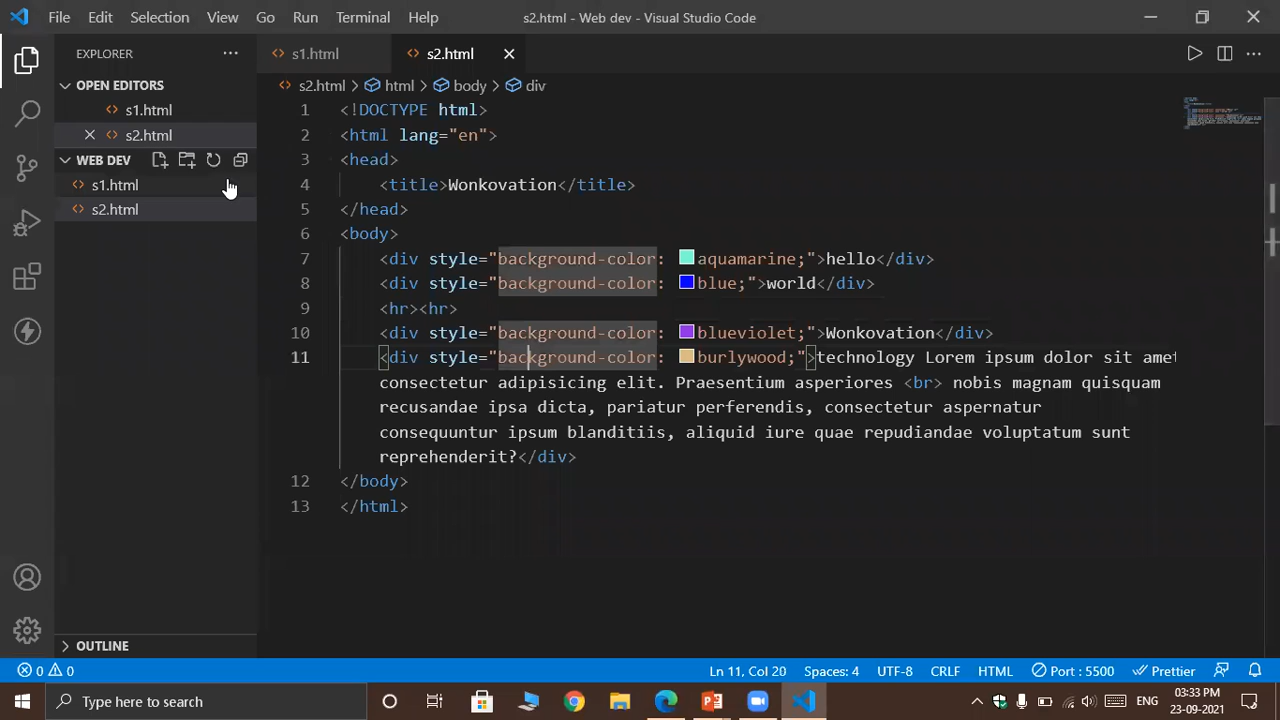 File Edit Selection View Go Run Terminal Help s2.html - Web dev - Visual Studio Code
EXPLORER
OPEN EDITORS
s1.html
s2.html
WEB DEV
s1.html
s2.html
OUTLINE
s1.html s2.html
s2.html > html > body > div
1 <!DOCTYPE html>
2 <html lang="en">
3 <head>
4 <title>Wonkovation</title>
5 </head>
6 <body>
7 <div style="background-color: aquamarine;">hello</div>
8 <div style="background-color: blue;">world</div>
9 <hr><hr>
10 <div style="background-color: blueviolet;">Wonkovation</div>
11 <div style="background-color: burlywood;">technology Lorem ipsum dolor sit amet
consectetur adipisicing elit. Praesentium asperiores <br> nobis magnam quisquam
recusandae ipsa dicta, pariatur perferendis, consectetur aspernatur
consequuntur ipsum blanditiis, aliquid iure quae repudiandae voluptatum sunt
reprehenderit?</div>
12 </body>
13 </html>
0 0 Ln 11, Col 20 Spaces: 4 UTF-8 CRLF HTML Port : 5500 Prettier
Type here to search ENG 03:33 PM
23-09-2021